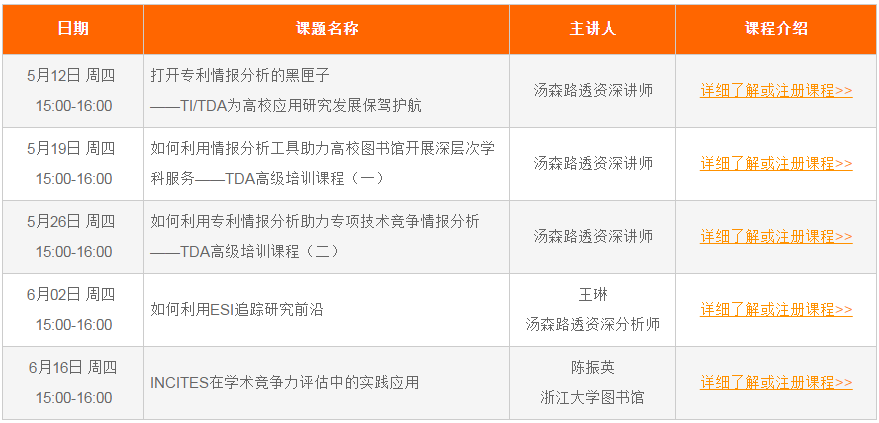 日期 课题名称 主讲人 课程介绍
5月12日 周四
15:00-16:00
打开专利情报分析的黑匣子
——TI/TDA为高校应用研究发展保驾护航
汤森路透资深讲师
详细了解或注册课程>>
5月19日 周四
15:00-16:00
如何利用情报分析工具助力高校图书馆开展深层次学
科服务——TDA高级培训课程（一）
汤森路透资深讲师
详细了解或注册课程>>
5月26日 周四
15:00-16:00
如何利用专利情报分析助力专项技术竞争情报分析
——TDA高级培训课程（二）
汤森路透资深讲师
详细了解或注册课程>>
6月02日 周四
15:00-16:00
如何利用ESI追踪研究前沿
王琳
汤森路透资深分析师
详细了解或注册课程>>
6月16日 周四
15:00-16:00
INCITES在学术竞争力评估中的实践应用
陈振英
浙江大学图书馆
详细了解或注册课程>>